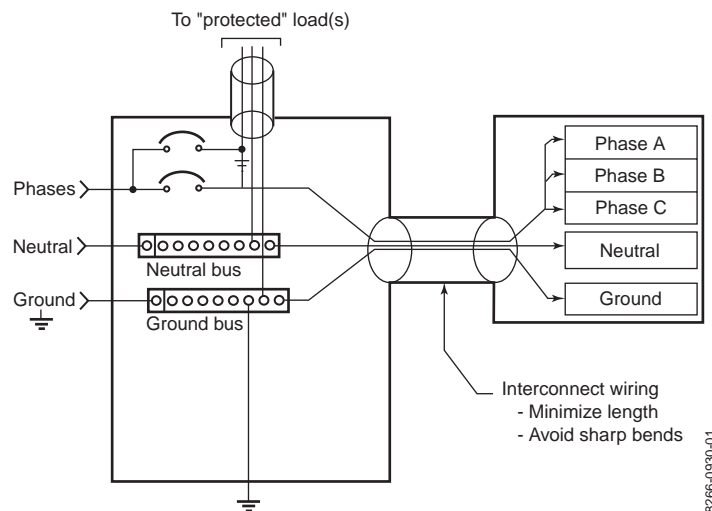 To "protected" load(s)
Phases
Neutral
Ground
Neutral bus
Ground bus
Phase A
Phase B
Phase C
Neutral
Ground
Interconnect wiring
- Minimize length
- Avoid sharp bends
8266-0930-01